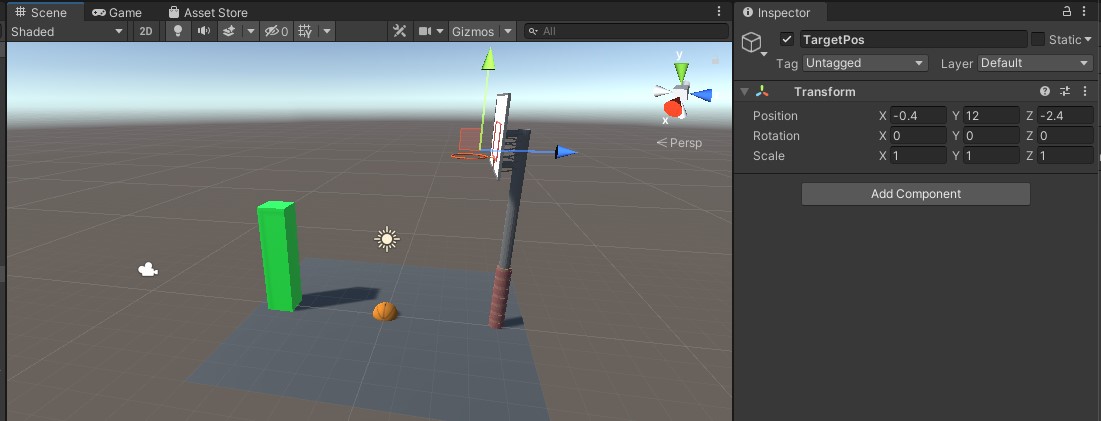 Scene Game Asset Store
Shaded 2D 0 Gizmos All
y
x
Persp
Inspector
TargetPos Static
Tag Untagged Layer Default
Transform
Position X -0.4 Y 12 Z -2.4
Rotation X 0 Y 0 Z 0
Scale X 1 Y 1 Z 1
Add Component